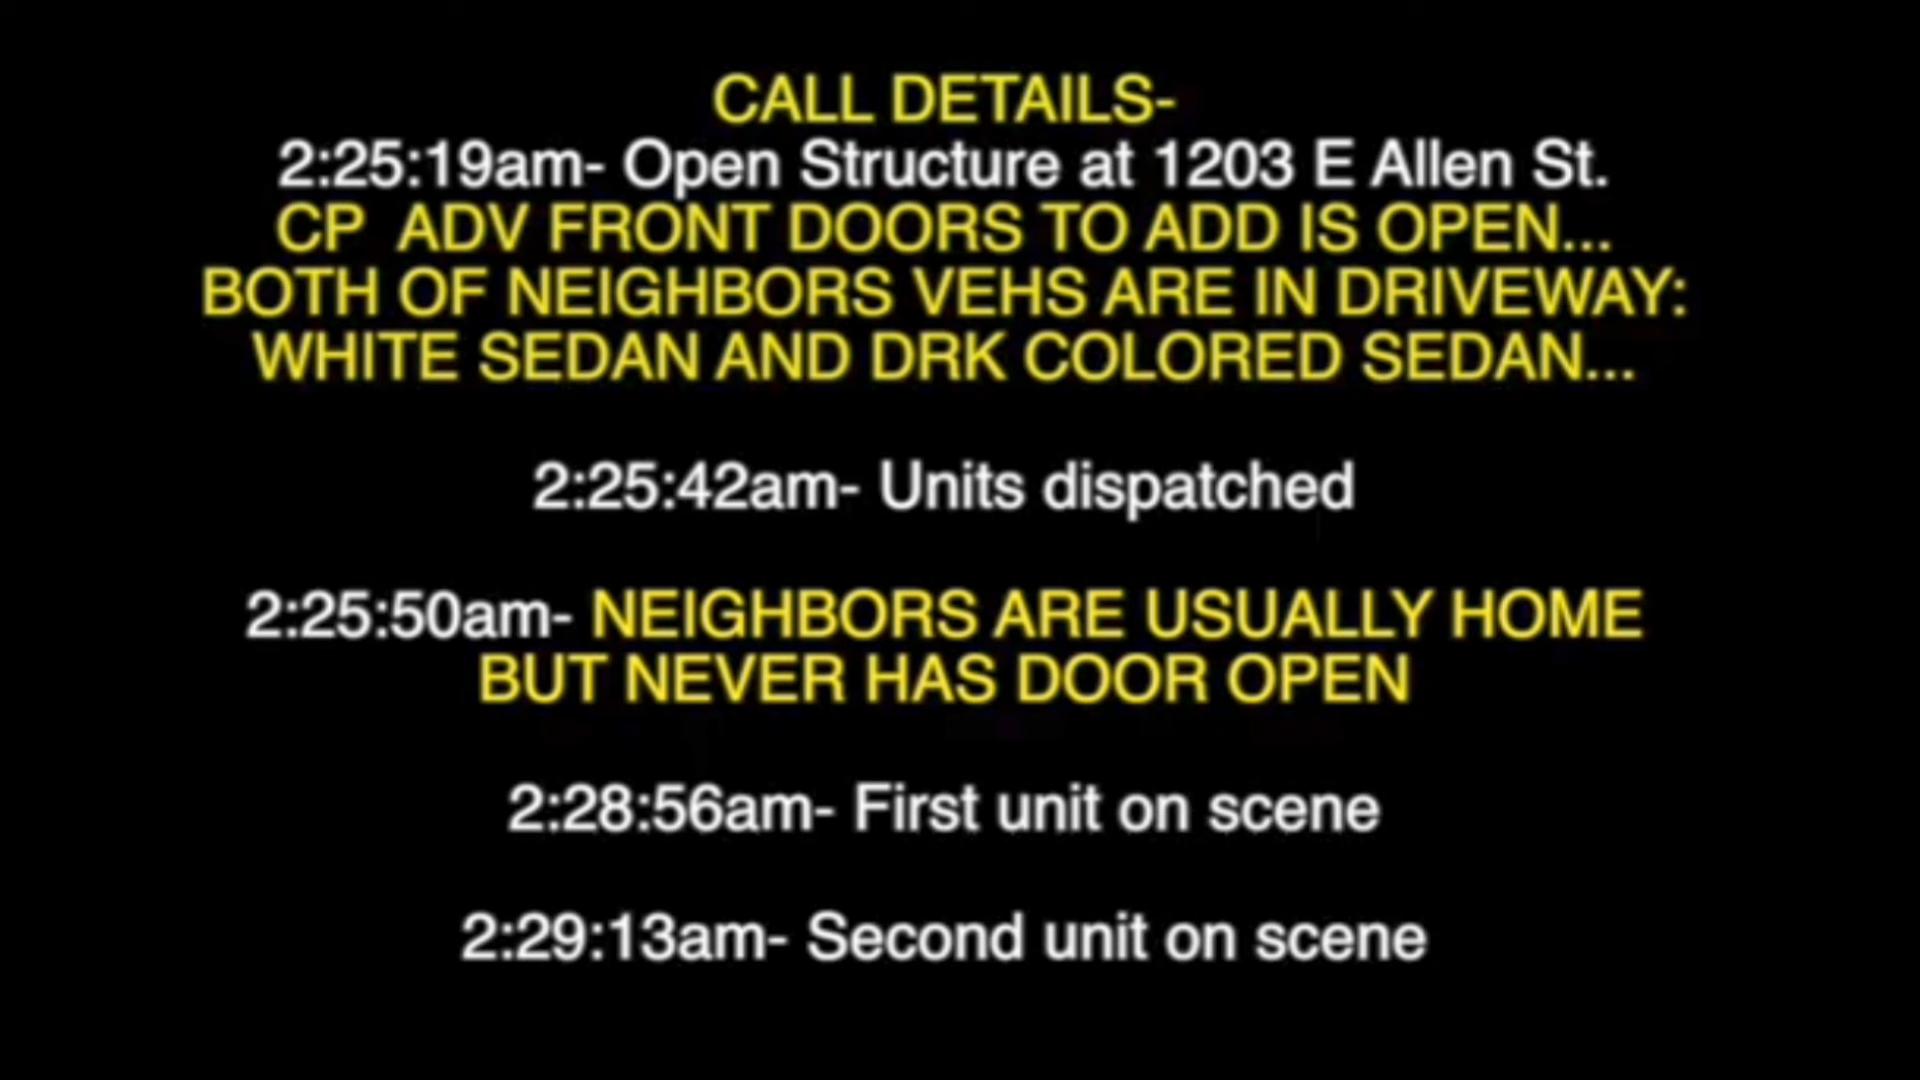 CALL DETAILS-
2:25:19am- Open Structure at 1203 E Allen St.
CP ADV FRONT DOORS TO ADD IS OPEN...
BOTH OF NEIGHBORS VEHS ARE IN DRIVEWAY:
WHITE SEDAN AND DRK COLORED SEDAN...
2:25:42am- Units dispatched
2:25:50am- NEIGHBORS ARE USUALLY HOME
BUT NEVER HAS DOOR OPEN
2:28:56am- First unit on scene
2:29:13am- Second unit on scene